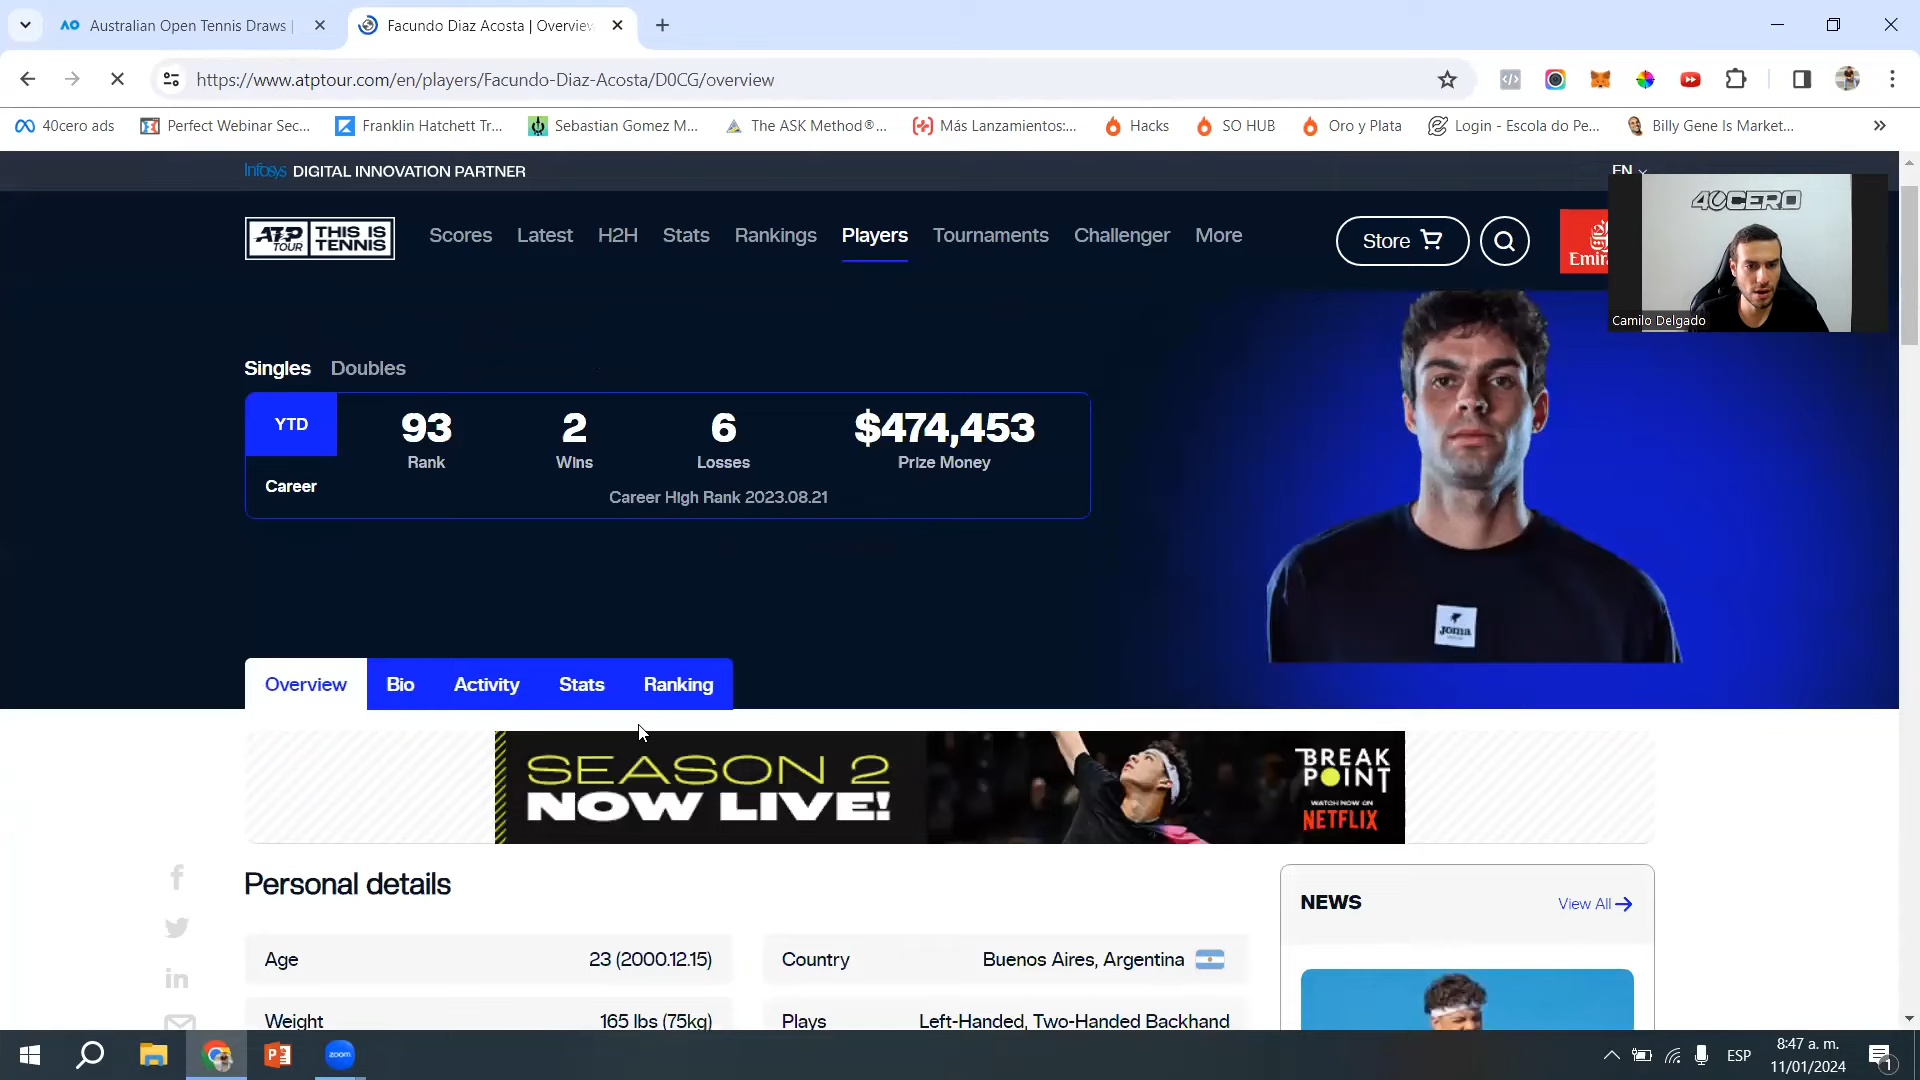 Australian Open Tennis Draws |
Facundo Diaz Acosta | Overview
https://www.atptour.com/en/players/Facundo-Diaz-Acosta/D0CG/overview
40cero ads
Perfect Webinar Sec...
Franklin Hatchett Tr...
Sebastian Gomez M...
The ASK Method®...
Más Lanzamientos:...
Hacks
SO HUB
Oro y Plata
Login - Escola do Pe...
Billy Gene Is Market...
Infosys DIGITAL INNOVATION PARTNER
EN
ATP TOUR THIS IS TENNIS
Scores
Latest
H2H
Stats
Rankings
Players
Tournaments
Challenger
More
Store
40CERO
Camilo Delgado
Singles
Doubles
YTD
93
2
6
$474,453
Rank
Wins
Losses
Prize Money
Career
Career High Rank 2023.08.21
Joma
Overview
Bio
Activity
Stats
Ranking
SEASON 2
NOW LIVE!
BREAK
POINT
WATCH NOW ON
NETFLIX
Personal details
NEWS
View All
Age
23 (2000.12.15)
Country
Buenos Aires, Argentina
Weight
165 lbs (75kg)
Plays
Left-Handed, Two-Handed Backhand
zoom
ESP
8:47 a. m.
11/01/2024
1